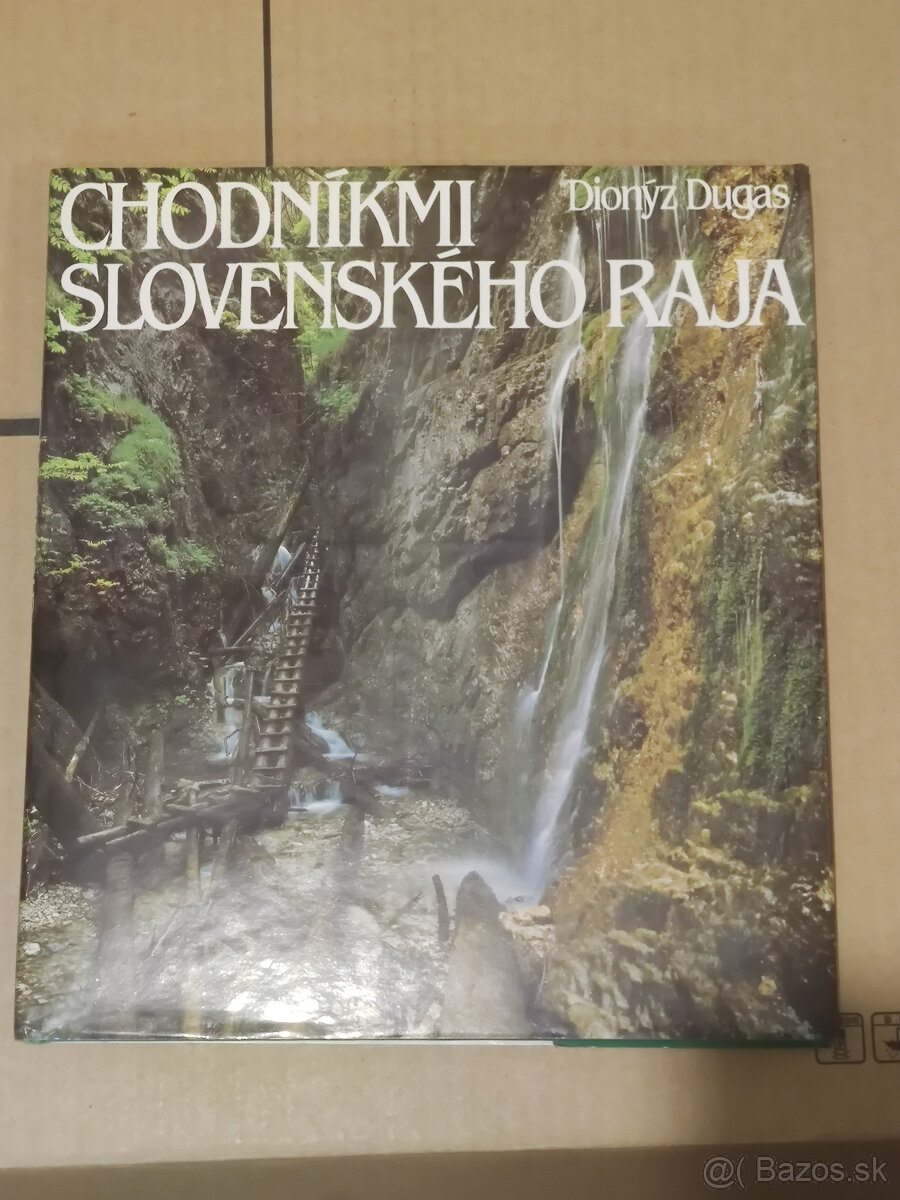 CHODNÍKMI
Dionýz Dugas
SLOVENSKÉHO RAJA
@( Bazos.sk